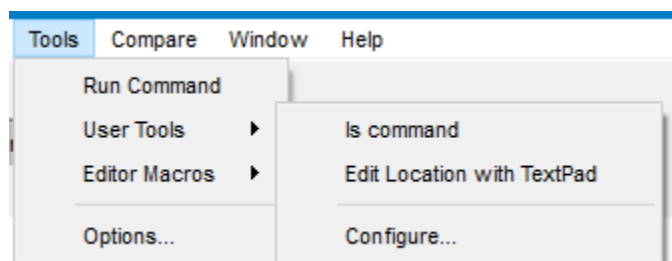 Tools Compare Window Help
Run Command
User Tools
ls command
Editor Macros
Edit Location with TextPad
Options...
Configure...